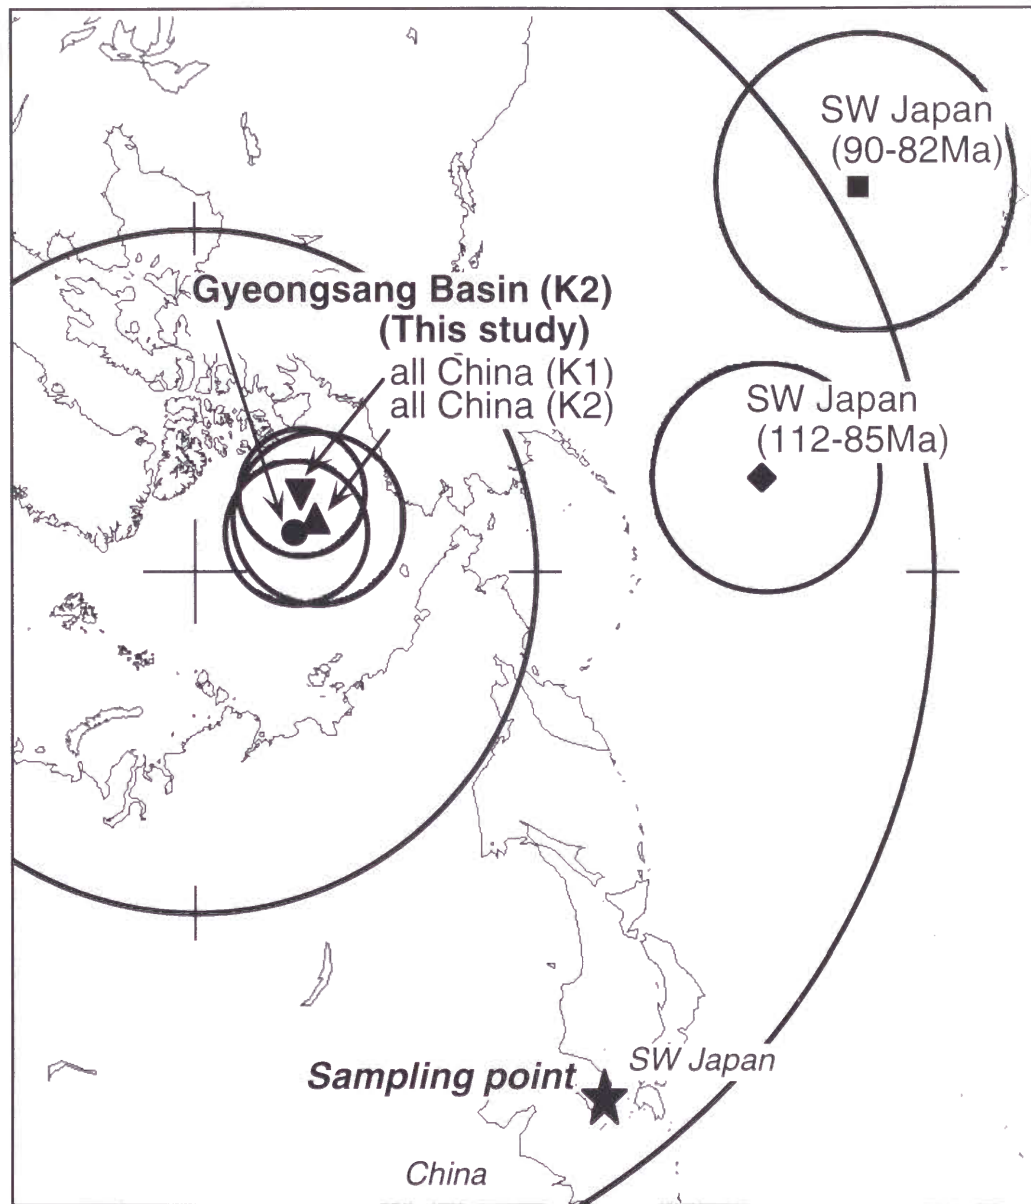 SW Japan
(90-82Ma)
Gyeongsang Basin (K2)
(This study)
all China (K1)
all China (K2)
SW Japan
(112-85Ma)
Sampling point
SW Japan
China